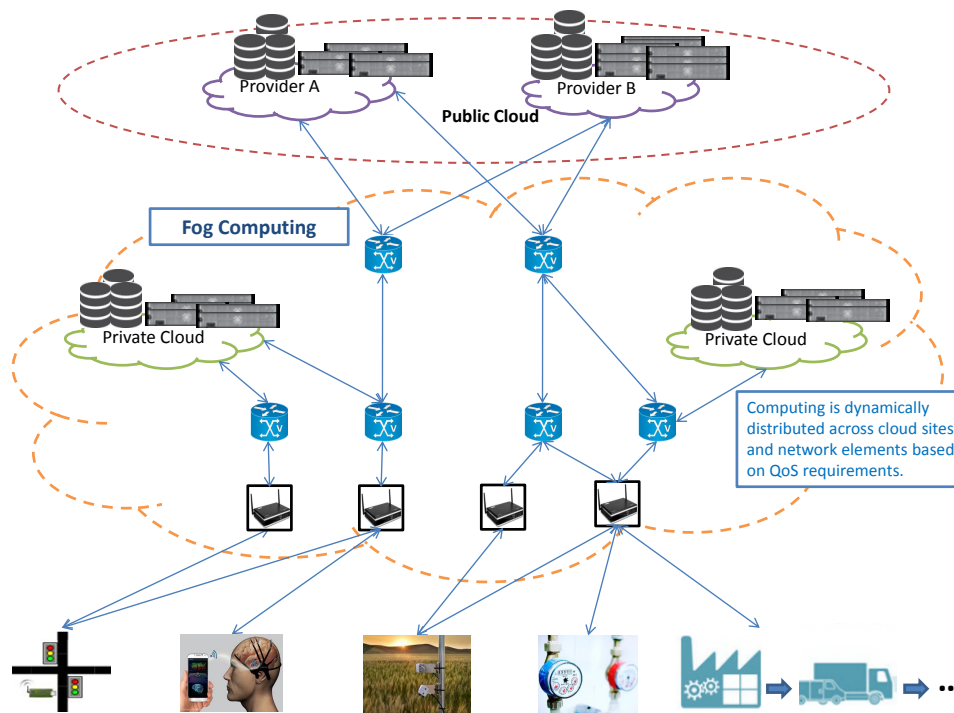 Provider A
Provider B
Public Cloud
Fog Computing
V
V
Private Cloud
Private Cloud
V
V
V
V
Computing is dynamically
distributed across cloud sites
and network elements based
on QoS requirements.
...